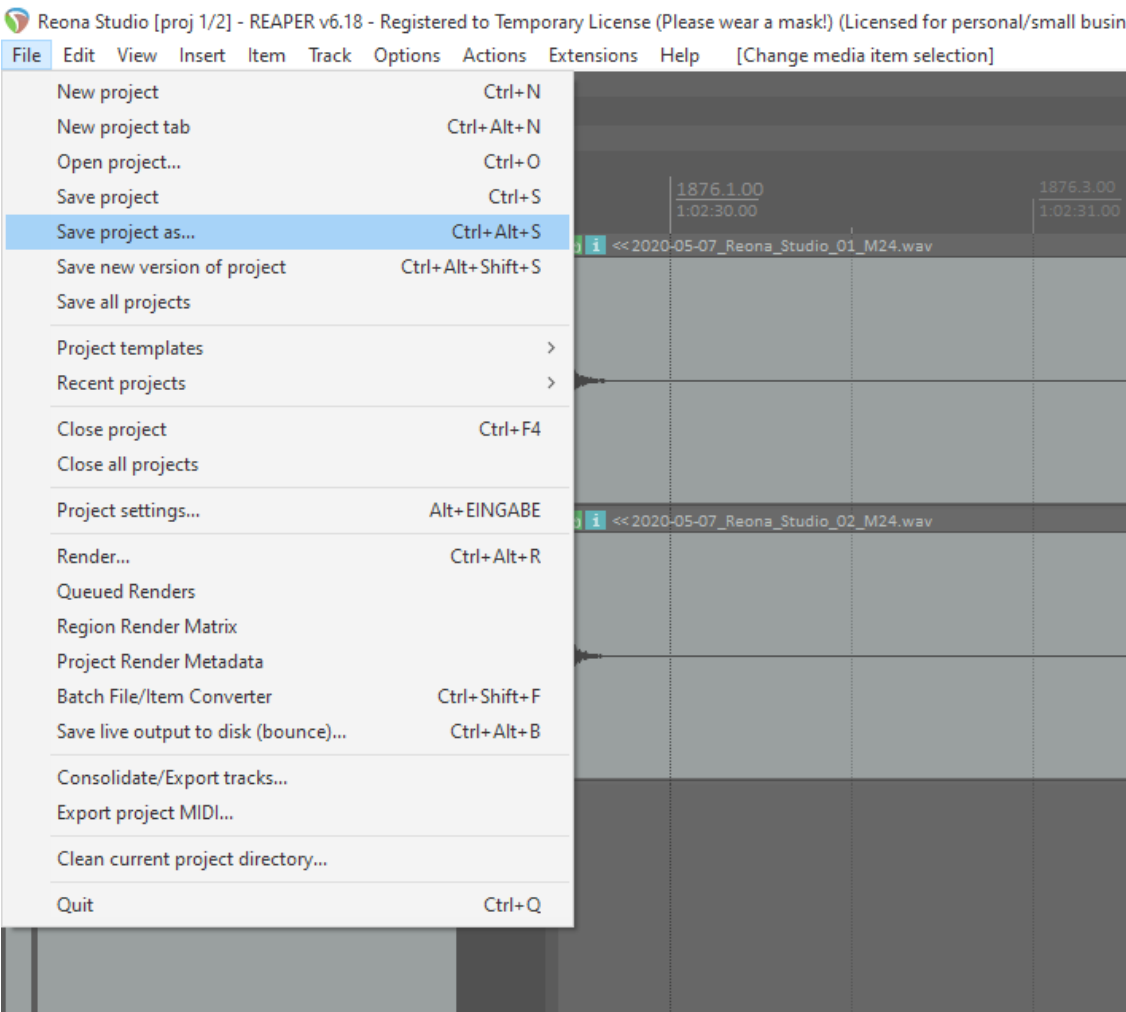 Reona Studio [proj 1/2] - REAPER v6.18 - Registered to Temporary License (Please wear a mask!) (Licensed for personal/small busin
File Edit View Insert Item Track Options Actions Extensions Help [Change media item selection]
New project Ctrl+N
New project tab Ctrl+Alt+N
Open project... Ctrl+O
Save project Ctrl+S
Save project as... Ctrl+Alt+S
Save new version of project Ctrl+Alt+Shift+S
Save all projects
Project templates >
Recent projects >
Close project Ctrl+F4
Close all projects
Project settings... Alt+EINGABE
Render... Ctrl+Alt+R
Queued Renders
Region Render Matrix
Project Render Metadata
Batch File/Item Converter Ctrl+Shift+F
Save live output to disk (bounce)... Ctrl+Alt+B
Consolidate/Export tracks...
Export project MIDI...
Clean current project directory...
Quit Ctrl+Q
1876.1.00 1876.3.00
1:02:30.00 1:02:31.00
i <<2020-05-07_Reona_Studio_01_M24.wav
i <<2020-05-07_Reona_Studio_02_M24.wav